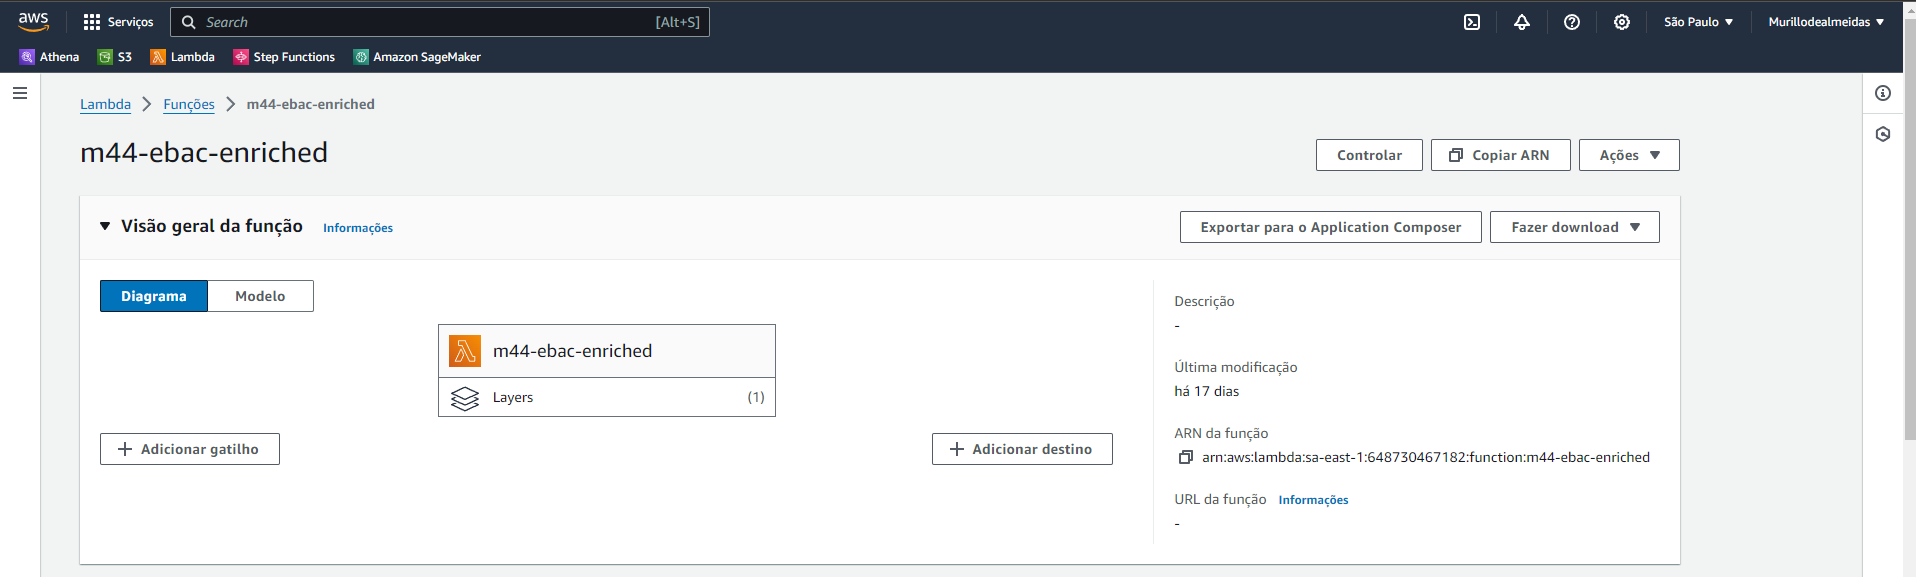 aws Serviços Search [Alt+S] São Paulo Murillodealmeidas
Athena S3 Lambda Step Functions Amazon SageMaker
Lambda Funções m44-ebac-enriched
m44-ebac-enriched
Controlar Copiar ARN Ações
Visão geral da função Informações
Exportar para o Application Composer Fazer download
Diagrama Modelo
m44-ebac-enriched
Layers (1)
Adicionar gatilho
Adicionar destino
Descrição
-
Última modificação
há 17 dias
ARN da função
arn:aws:lambda:sa-east-1:648730467182:function:m44-ebac-enriched
URL da função Informações
-